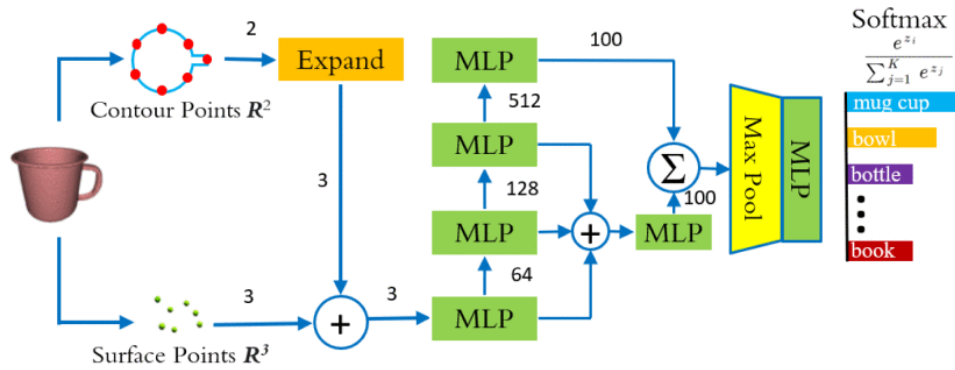 2
Expand
Contour Points R²
3
3
Surface Points R³
+
3
MLP
64
MLP
128
MLP
512
MLP
100
+
MLP
100
Σ
Max Pool
MLP
Softmax
e^{z_i}
∑_{j=1}^{K} e^{z_j}
mug cup
bowl
bottle
book